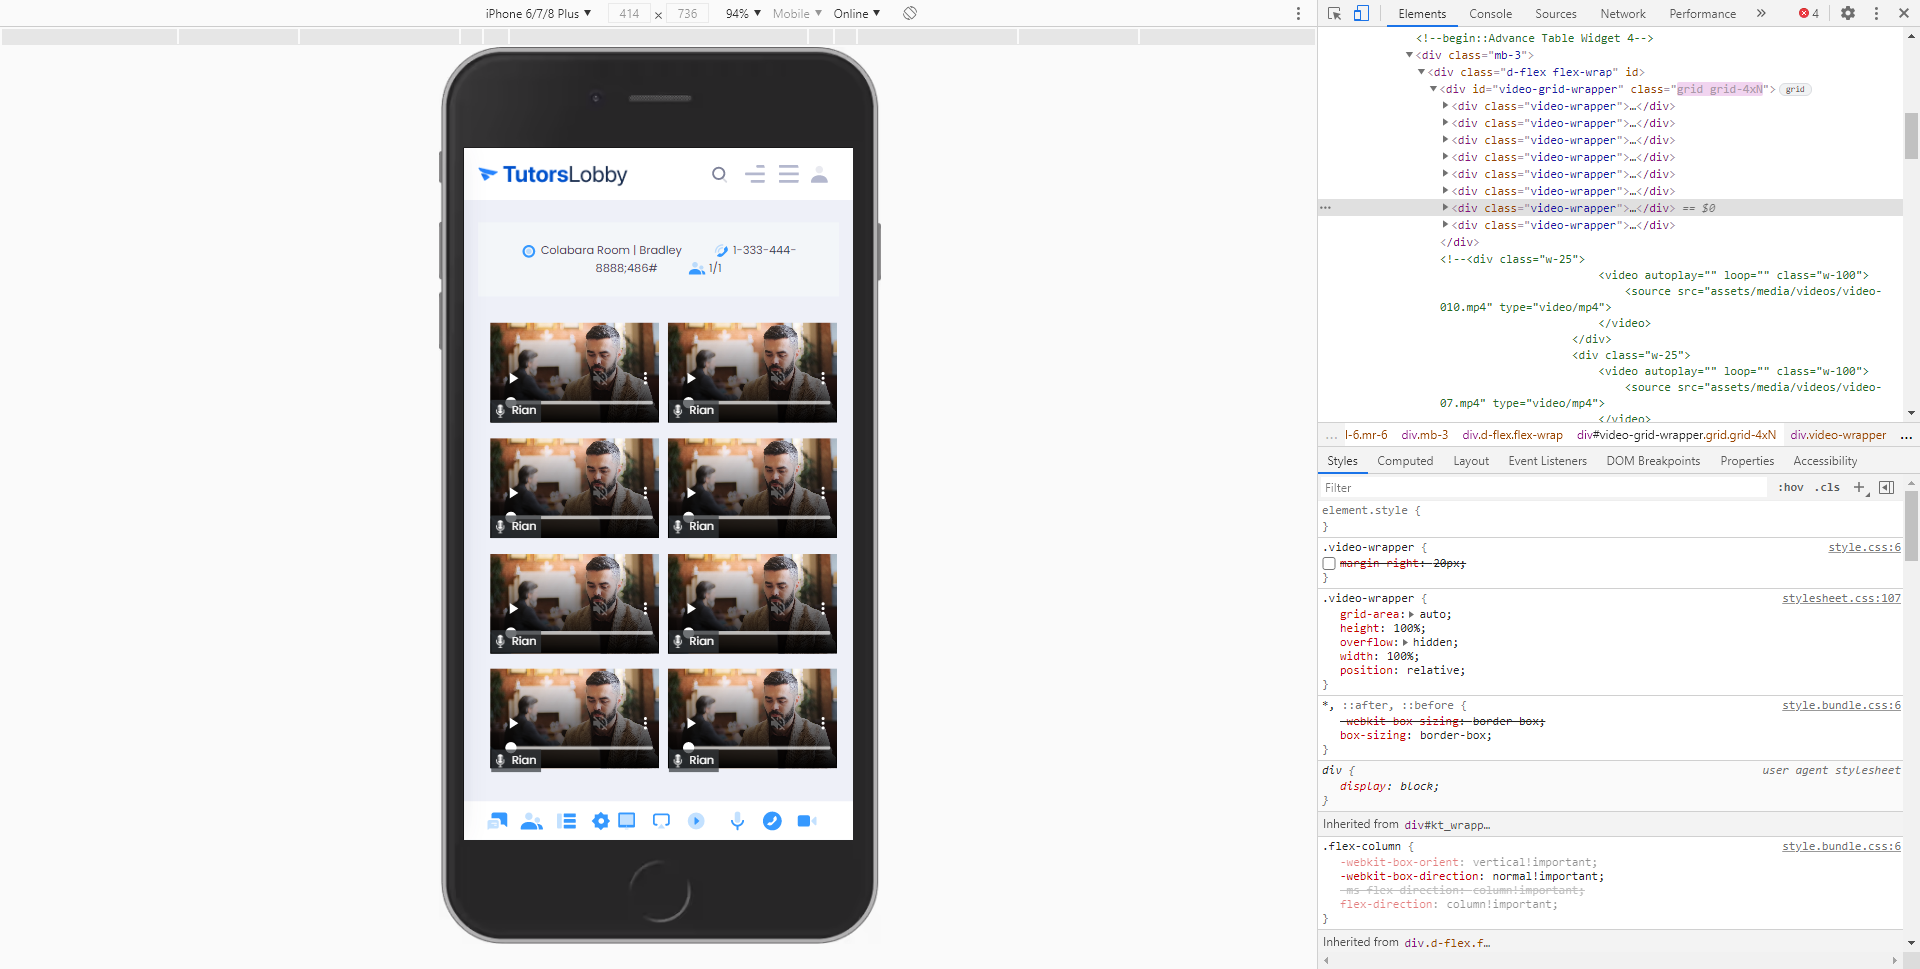 iPhone 6/7/8 Plus ▼ 414 x 736 94% ▼ Mobile ▼ Online ▼
TutorsLobby
Colabara Room | Bradley 1-333-444-
8888;486# 1/1
Rian Rian
Rian Rian
Rian Rian
Rian Rian
Elements Console Sources Network Performance » 4
<!--begin::Advance Table Widget 4-->
▼<div class="mb-3">
▼<div class="d-flex flex-wrap" id>
▼<div id="video-grid-wrapper" class="grid grid-4xN"> grid
▶<div class="video-wrapper">…</div>
▶<div class="video-wrapper">…</div>
▶<div class="video-wrapper">…</div>
▶<div class="video-wrapper">…</div>
▶<div class="video-wrapper">…</div>
▶<div class="video-wrapper">…</div>
… ▶<div class="video-wrapper">…</div> == $0
▶<div class="video-wrapper">…</div>
</div>
<!--<div class="w-25">
<video autoplay="" loop="" class="w-100">
<source src="assets/media/videos/video-
010.mp4" type="video/mp4">
</video>
</div>
<div class="w-25">
<video autoplay="" loop="" class="w-100">
<source src="assets/media/videos/video-
07.mp4" type="video/mp4">
</video>
… l-6.mr-6 div.mb-3 div.d-flex.flex-wrap div#video-grid-wrapper.grid.grid-4xN div.video-wrapper …
Styles Computed Layout Event Listeners DOM Breakpoints Properties Accessibility
Filter :hov .cls +
element.style {
}
.video-wrapper { style.css:6
margin-right: 20px;
}
.video-wrapper { stylesheet.css:107
grid-area:▶ auto;
height: 100%;
overflow:▶ hidden;
width: 100%;
position: relative;
}
*, ::after, ::before { style.bundle.css:6
-webkit-box-sizing: border-box;
box-sizing: border-box;
}
div { user agent stylesheet
display: block;
}
Inherited from div#kt_wrapp…
.flex-column { style.bundle.css:6
-webkit-box-orient: vertical!important;
-webkit-box-direction: normal!important;
-ms-flex-direction: column!important;
flex-direction: column!important;
}
Inherited from div.d-flex.f…